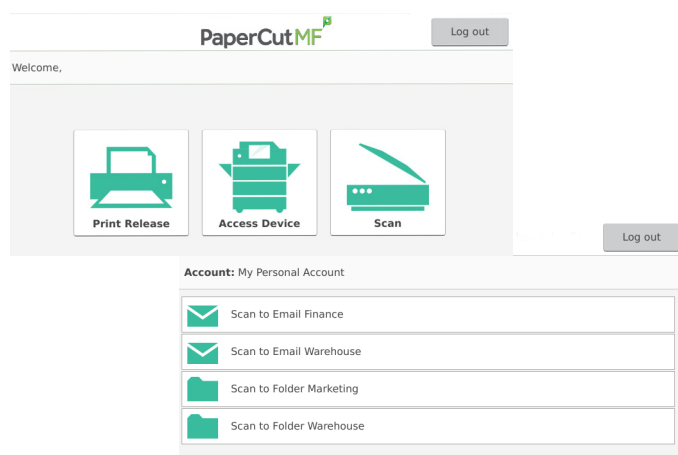 PaperCutMF
Log out
Welcome,
Print Release
Access Device
Scan
Log out
Account: My Personal Account
Scan to Email Finance
Scan to Email Warehouse
Scan to Folder Marketing
Scan to Folder Warehouse